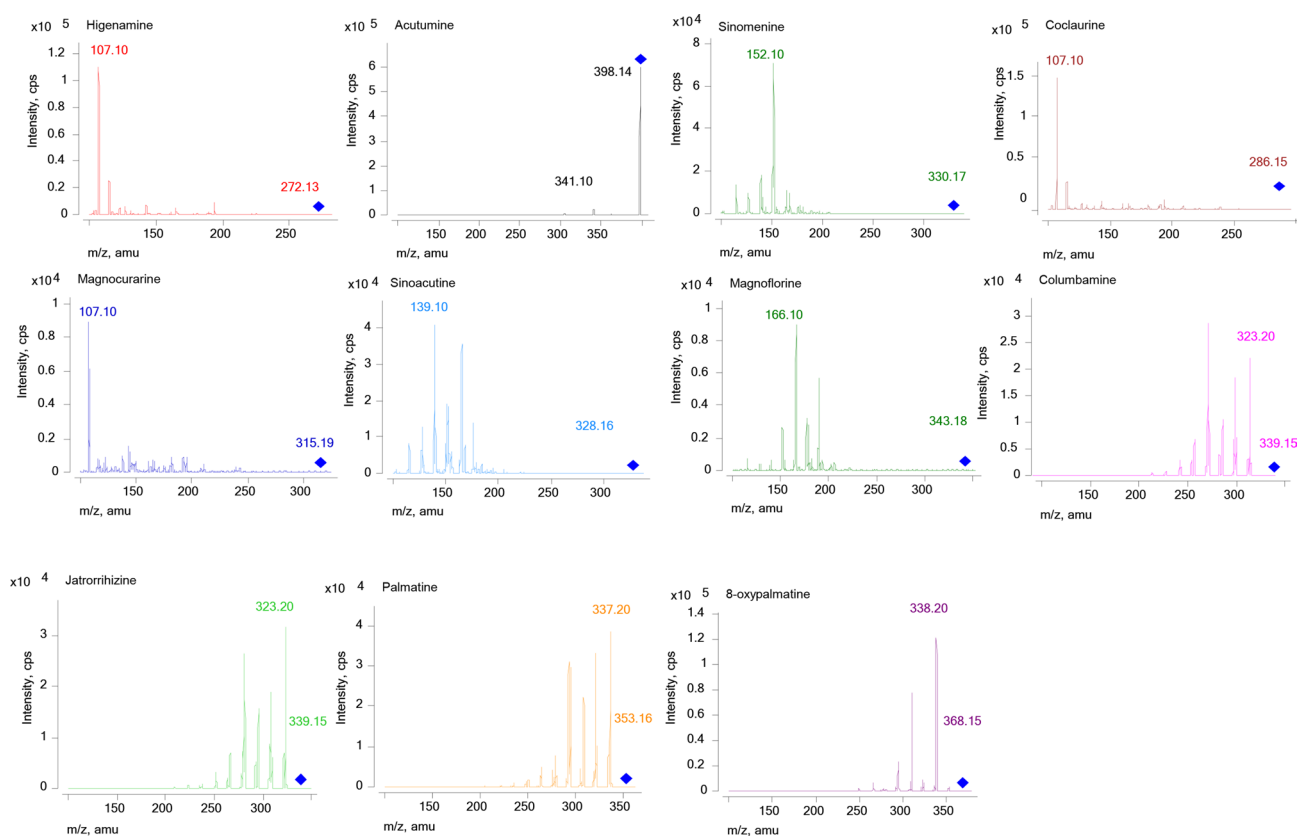 x10 5 Higenamine
107.10
1.2
1
0.8
0.6
0.4
0.2
0
272.13
150 200 250
Intensity, cps
m/z, amu
x10 5 Acutumine
6
5
4
3
2
1
0
398.14
341.10
150 200 250 300 350 400
Intensity, cps
m/z, amu
x10 4 Sinomenine
8
6
4
2
0
152.10
330.17
150 200 250 300
Intensity, cps
m/z, amu
x10 5 Coclaurine
107.10
1.5
1
0.5
0
286.15
150 200 250
Intensity, cps
m/z, amu
x10 4 Magnocurarine
1
0.8
0.6
0.4
0.2
0
107.10
315.19
100 150 200 250 300
Intensity, cps
m/z, amu
x10 4 Sinoacutine
139.10
4
3
2
1
0
328.16
100 150 200 250 300
Intensity, cps
m/z, amu
x10 4 Magnoflorine
1
0.8
0.6
0.4
0.2
0
166.10
343.18
100 150 200 250 300 350
Intensity, cps
m/z, amu
x10 4 Columbamine
3
2.5
2
1.5
1
0.5
0
323.20
339.15
150 200 250 300
Intensity, cps
m/z, amu
x10 4 Jatrorrihizine
323.20
3
2
1
0
339.15
150 200 250 300
Intensity, cps
m/z, amu
x10 4 Palmatine
337.20
4
3
2
1
0
353.16
150 200 250 300 350
Intensity, cps
m/z, amu
x10 5 8-oxypalmatine
338.20
1.4
1.2
1
0.8
0.6
0.4
0.2
0
368.15
150 200 250 300 350
Intensity, cps
m/z, amu